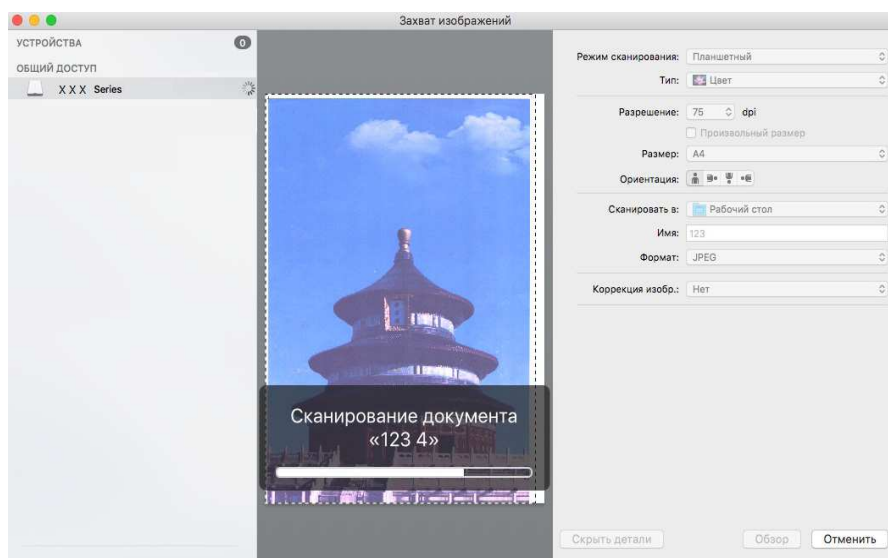 Захват изображений
УСТРОЙСТВА 0
ОБЩИЙ ДОСТУП
X X X Series
Сканирование документа
«123 4»
Режим сканирования: Планшетный
Тип: Цвет
Разрешение: 75 dpi
Произвольный размер
Размер: A4
Ориентация:
Сканировать в: Рабочий стол
Имя: 123
Формат: JPEG
Коррекция изобр.: Нет
Скрыть детали Обзор Отменить